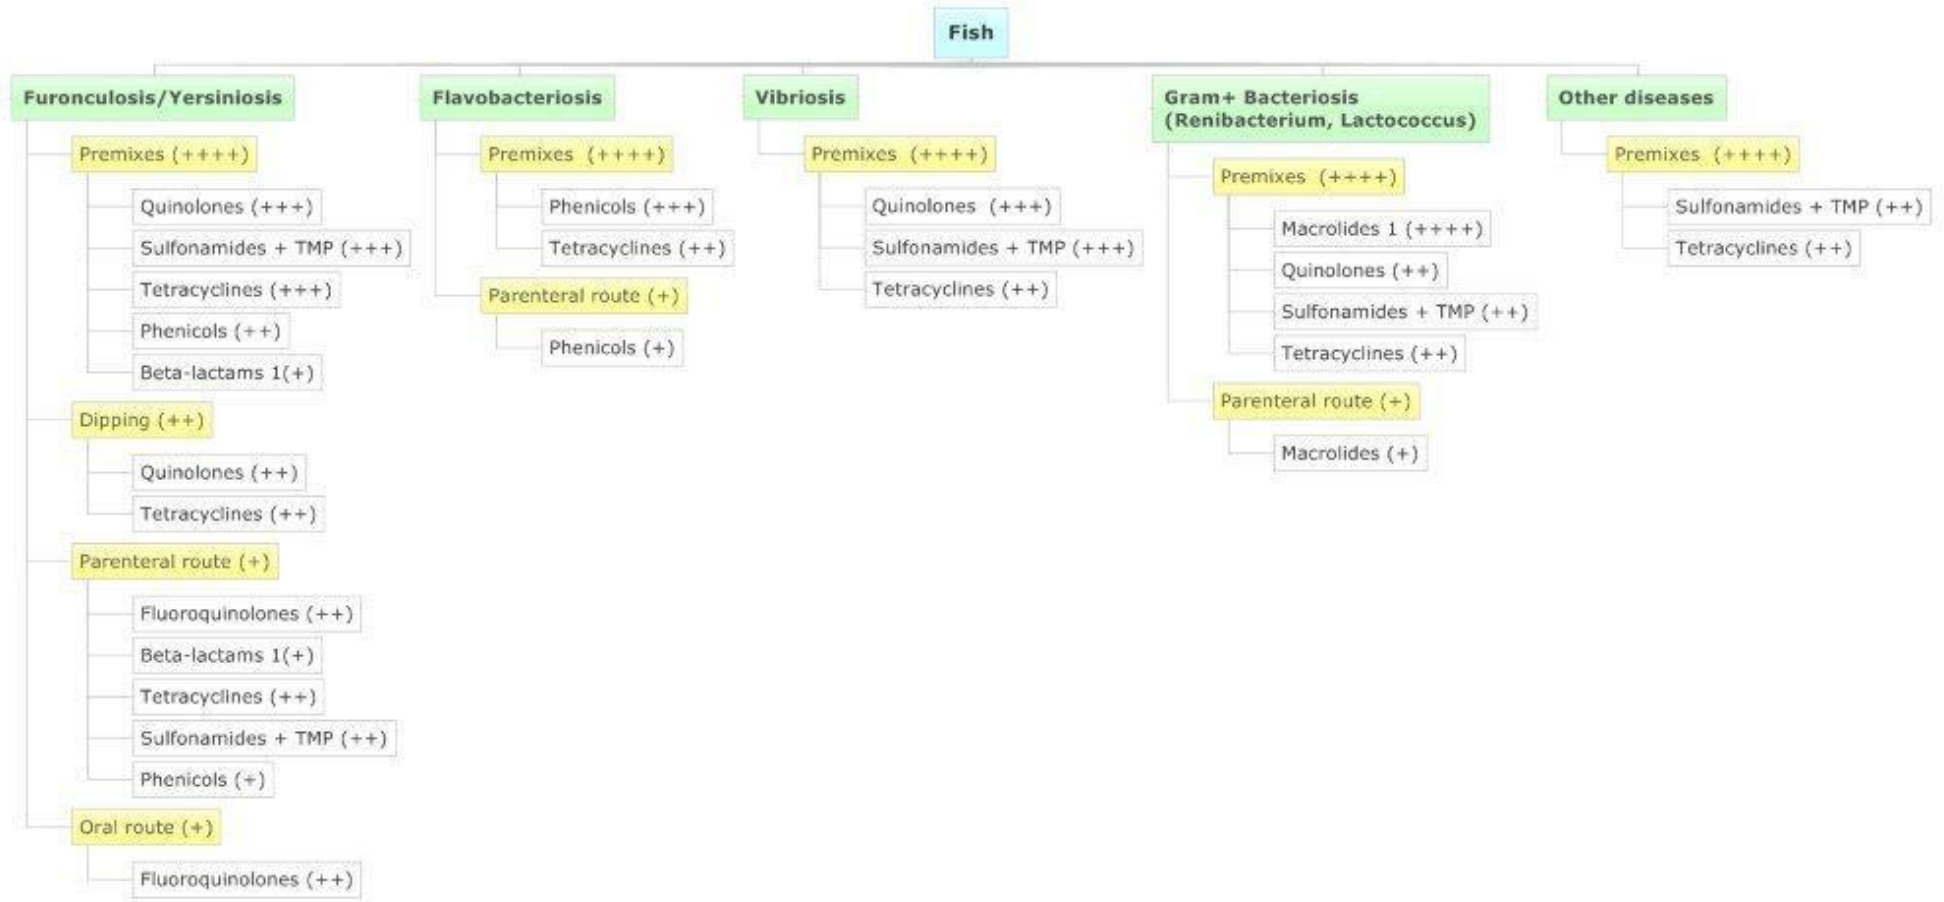 Fish
Furonculosis/Yersiniosis
Premixes (++++)
Quinolones (+++)
Sulfonamides + TMP (+++)
Tetracyclines (+++)
Phenicols (++)
Beta-lactams 1(+)
Dipping (++)
Quinolones (++)
Tetracyclines (++)
Parenteral route (+)
Fluoroquinolones (++)
Beta-lactams 1(+)
Tetracyclines (++)
Sulfonamides + TMP (++)
Phenicols (+)
Oral route (+)
Fluoroquinolones (++)
Flavobacteriosis
Premixes (++++)
Phenicols (+++)
Tetracyclines (++)
Parenteral route (+)
Phenicols (+)
Vibriosis
Premixes (++++)
Quinolones (+++)
Sulfonamides + TMP (+++)
Tetracyclines (++)
Gram+ Bacteriosis
(Renibacterium, Lactococcus)
Premixes (++++)
Macrolides 1 (++++)
Quinolones (++)
Sulfonamides + TMP (++)
Tetracyclines (++)
Parenteral route (+)
Macrolides (+)
Other diseases
Premixes (++++)
Sulfonamides + TMP (++)
Tetracyclines (++)